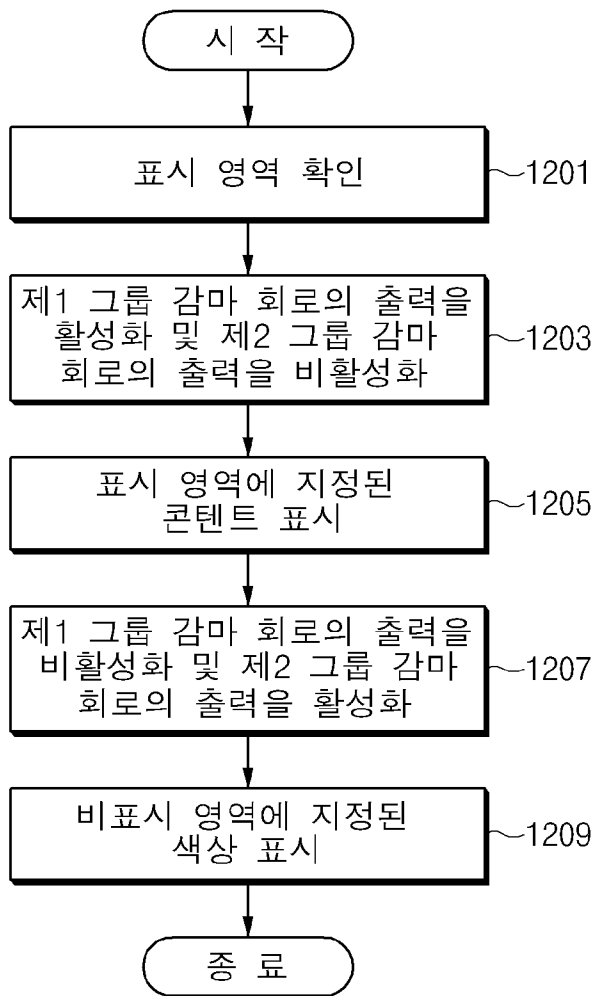 시 작
표시 영역 확인
1201
제1 그룹 감마 회로의 출력을
활성화 및 제2 그룹 감마
회로의 출력을 비활성화
1203
표시 영역에 지정된
콘텐트 표시
1205
제1 그룹 감마 회로의 출력을
비활성화 및 제2 그룹 감마
회로의 출력을 활성화
1207
비표시 영역에 지정된
색상 표시
1209
종 료